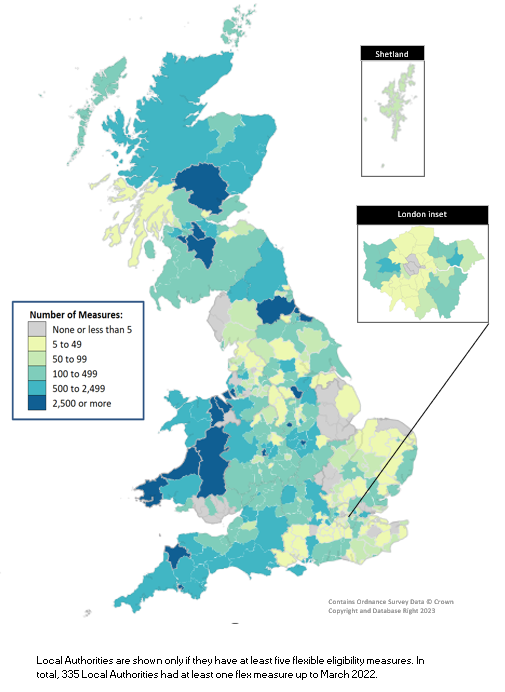 Shetland
London inset
Number of Measures:
None or less than 5
5 to 49
50 to 99
100 to 499
500 to 2,499
2,500 or more
Contains Ordnance Survey Data © Crown
Copyright and Database Right 2023
Local Authorities are shown only if they have at least five flexible eligibility measures. In
total, 335 Local Authorities had at least one flex measure up to March 2022.